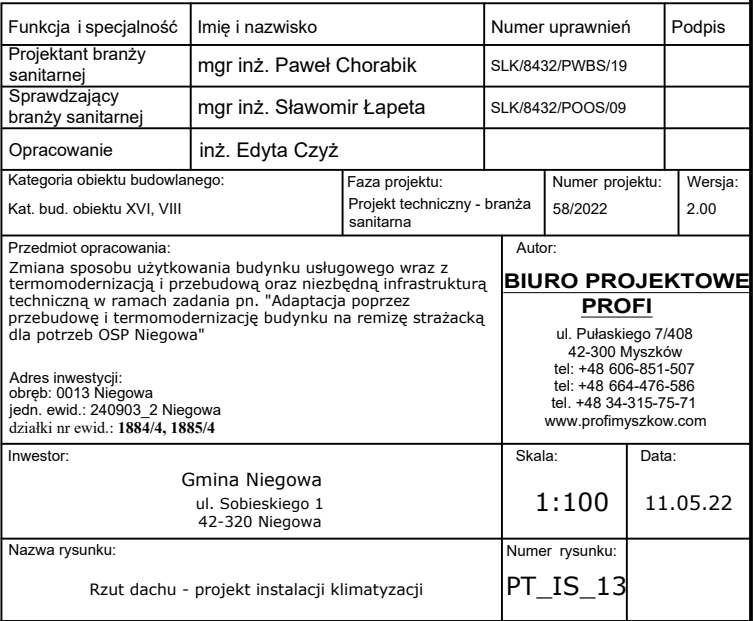 Funkcja i specjalność Imię i nazwisko Numer uprawnień Podpis
Projektant branży
sanitarnej
mgr inż. Paweł Chorabik SLK/8432/PWBS/19
Sprawdzający
branży sanitarnej
mgr inż. Sławomir Łapeta SLK/8432/POOS/09
Opracowanie inż. Edyta Czyż
Kategoria obiektu budowlanego:
Kat. bud. obiektu XVI, VIII
Faza projektu:
Projekt techniczny - branża
sanitarna
Numer projektu:
58/2022
Wersja:
2.00
Przedmiot opracowania:
Zmiana sposobu użytkowania budynku usługowego wraz z
termomodernizacją i przebudową oraz niezbędną infrastrukturą
techniczną w ramach zadania pn. "Adaptacja poprzez
przebudowę i termomodernizację budynku na remizę strażacką
dla potrzeb OSP Niegowa"
Adres inwestycji:
obręb: 0013 Niegowa
jedn. ewid.: 240903_2 Niegowa
działki nr ewid.: 1884/4, 1885/4
Autor:
BIURO PROJEKTOWE
PROFI
ul. Pułaskiego 7/408
42-300 Myszków
tel: +48 606-851-507
tel: +48 664-476-586
tel. +48 34-315-75-71
www.profimyszkow.com
Inwestor:
Gmina Niegowa
ul. Sobieskiego 1
42-320 Niegowa
Skala:
1:100
Data:
11.05.22
Nazwa rysunku:
Rzut dachu - projekt instalacji klimatyzacji
Numer rysunku:
PT_IS_13